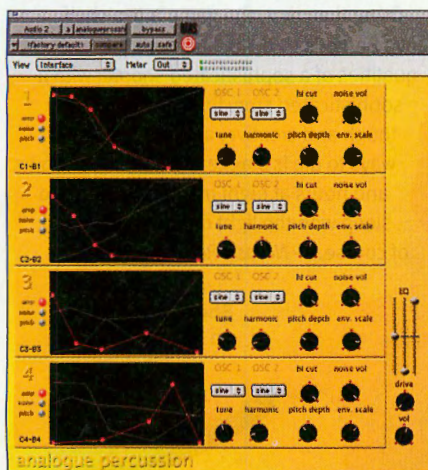 Audio 2 a analogueprcssn bypass
<factory default> compare auto safe
View Interface Meter Out
1 OSC 1 OSC 2 hi cut noise vol
amp sine sine
noise
pitch tune harmonic pitch depth env. scale
C1-B1
2 OSC 1 OSC 2 hi cut noise vol
amp sine sine
noise
pitch tune harmonic pitch depth env. scale
C2-B2
3 OSC 1 OSC 2 hi cut noise vol
amp sine sine
noise
pitch tune harmonic pitch depth env. scale
C3-B3
EQ
4 OSC 1 OSC 2 hi cut noise vol
amp sine sine
noise
pitch tune harmonic pitch depth env. scale
C4-B4
drive
vol
analogue percussion